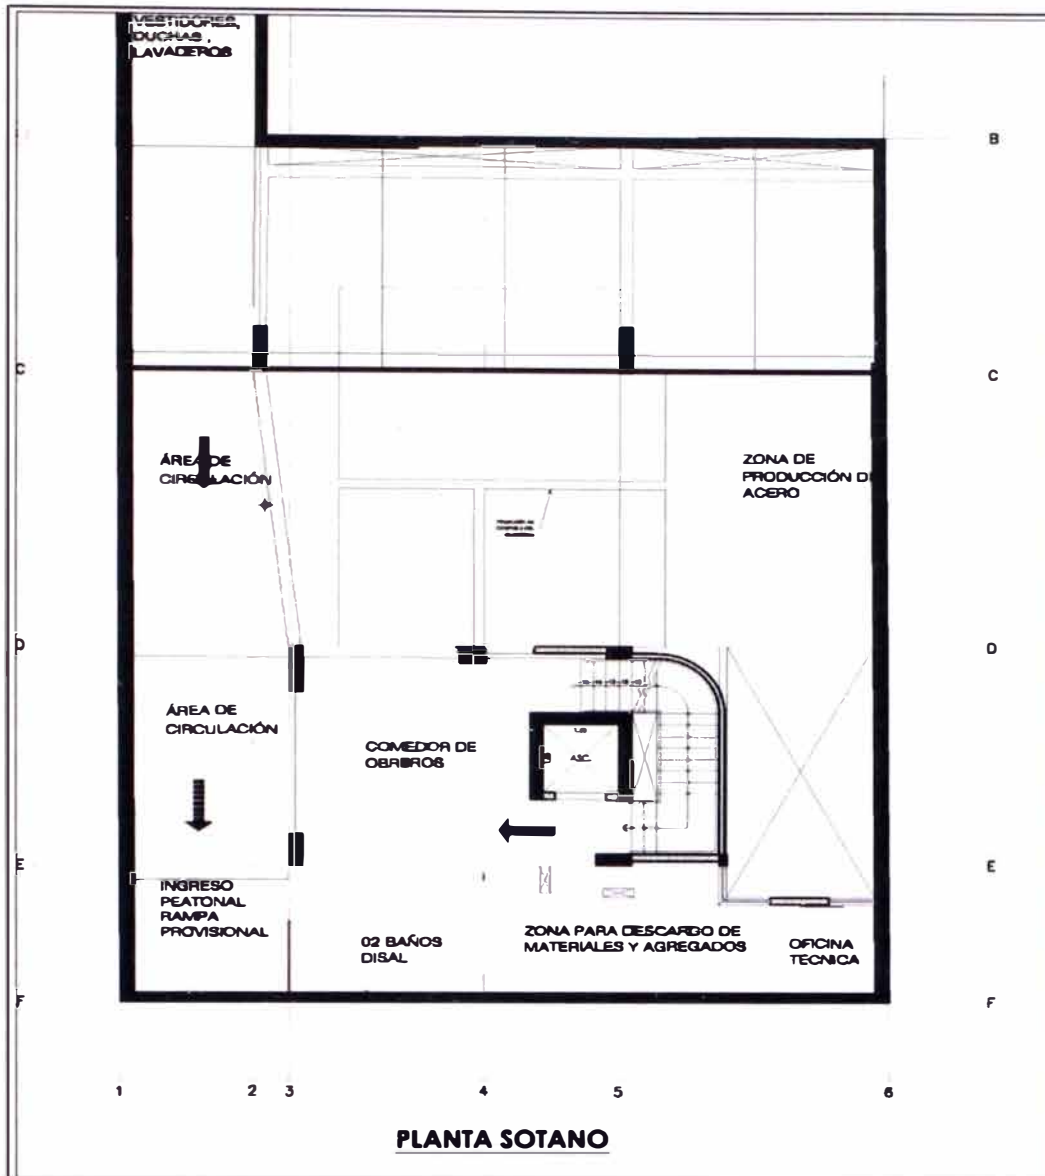 VESTIDORES,
DUCHAS,
LAVADEROS
B
C
C
ÁREA DE
CIRCULACIÓN
ZONA DE
PRODUCCIÓN DE
ACERO
D
D
ÁREA DE
CIRCULACIÓN
COMEDOR DE
OBREROS
ASC.
E
E
INGRESO
PEATONAL
RAMPA
PROVISIONAL
02 BAÑOS
DISAL
ZONA PARA DESCARGO DE
MATERIALES Y AGREGADOS
OFICINA
TECNICA
F
F
1 2 3 4 5 6
PLANTA SOTANO